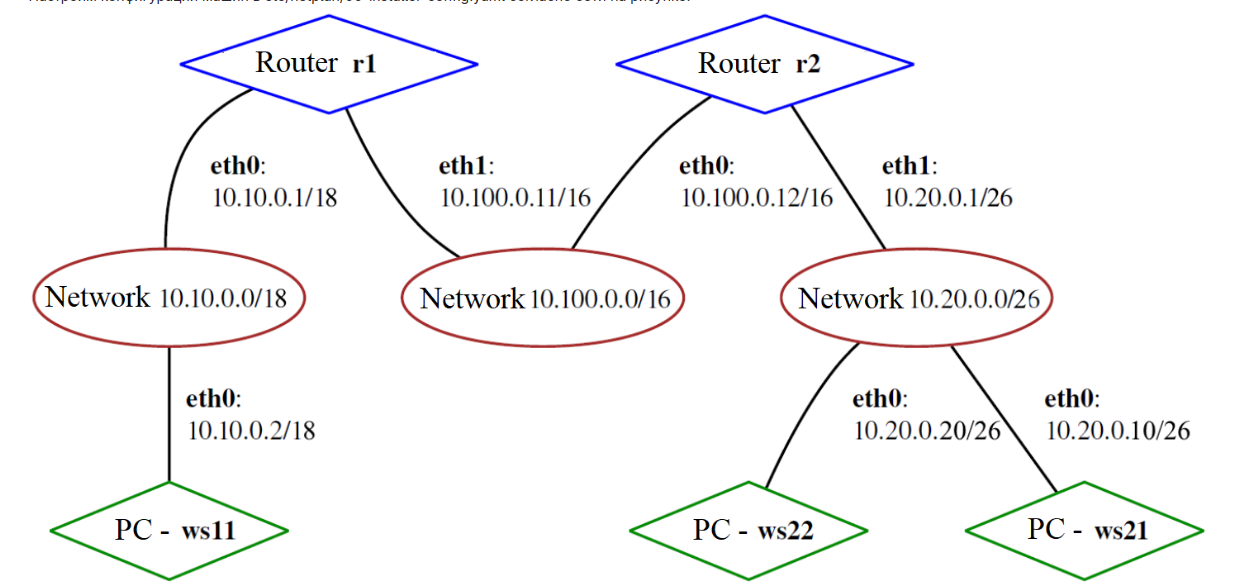 Router r1
Router r2
eth0:
10.10.0.1/18
eth1:
10.100.0.11/16
eth0:
10.100.0.12/16
eth1:
10.20.0.1/26
Network 10.10.0.0/18
Network 10.100.0.0/16
Network 10.20.0.0/26
eth0:
10.10.0.2/18
eth0:
10.20.0.20/26
eth0:
10.20.0.10/26
PC - ws11
PC - ws22
PC - ws21